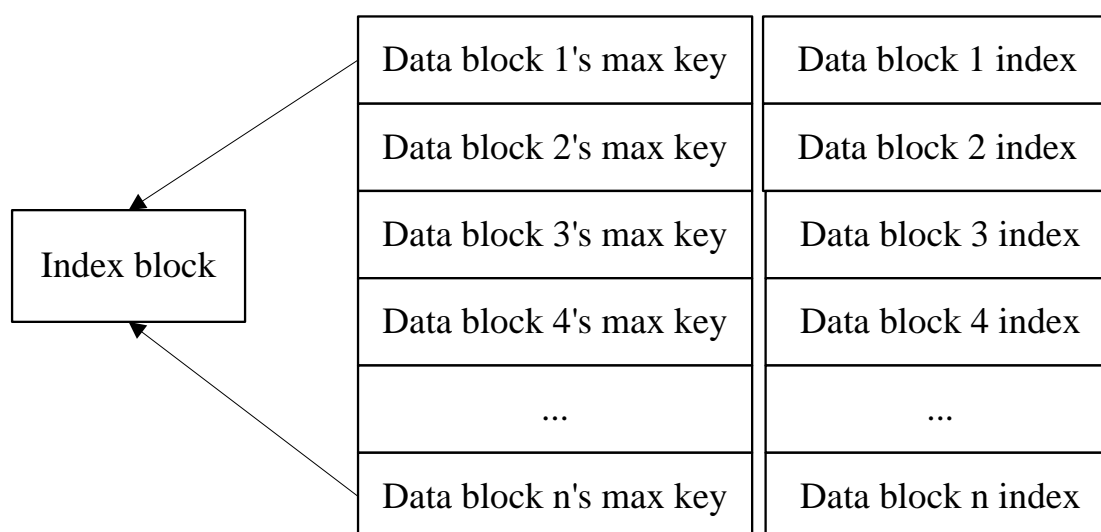 Data block 1's max key Data block 1 index
Data block 2's max key Data block 2 index
Data block 3's max key Data block 3 index
Index block
Data block 4's max key Data block 4 index
... ...
Data block n's max key Data block n index